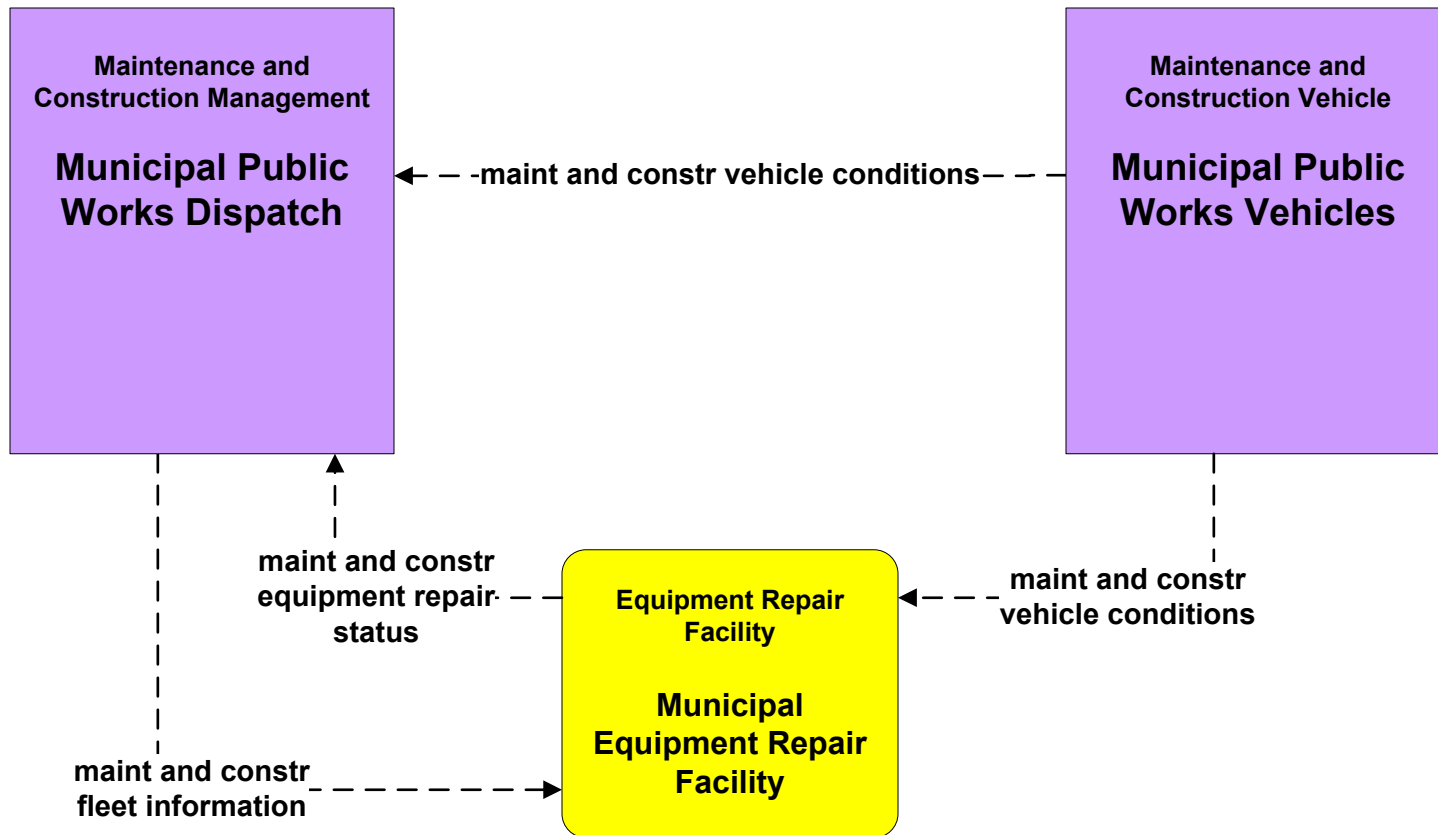 Maintenance and
Construction Management
Municipal Public
Works Dispatch
Maintenance and
Construction Vehicle
Municipal Public
Works Vehicles
maint and constr vehicle conditions
maint and constr
equipment repair
status
Equipment Repair
Facility
Municipal
Equipment Repair
Facility
maint and constr
vehicle conditions
maint and constr
fleet information